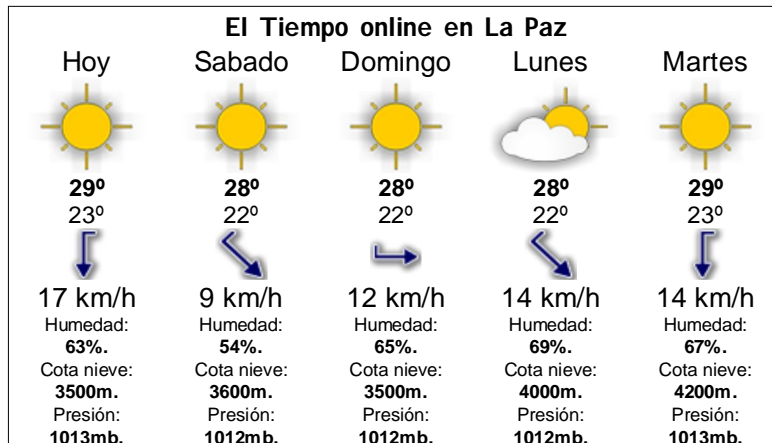 El Tiempo online en La Paz
Hoy Sabado Domingo Lunes Martes
29º 28º 28º 28º 29º
23º 22º 22º 22º 23º
17 km/h 9 km/h 12 km/h 14 km/h 14 km/h
Humedad: Humedad: Humedad: Humedad: Humedad:
63%. 54%. 65%. 69%. 67%.
Cota nieve: Cota nieve: Cota nieve: Cota nieve: Cota nieve:
3500m. 3600m. 3500m. 4000m. 4200m.
Presión: Presión: Presión: Presión: Presión:
1013mb. 1012mb. 1012mb. 1012mb. 1013mb.